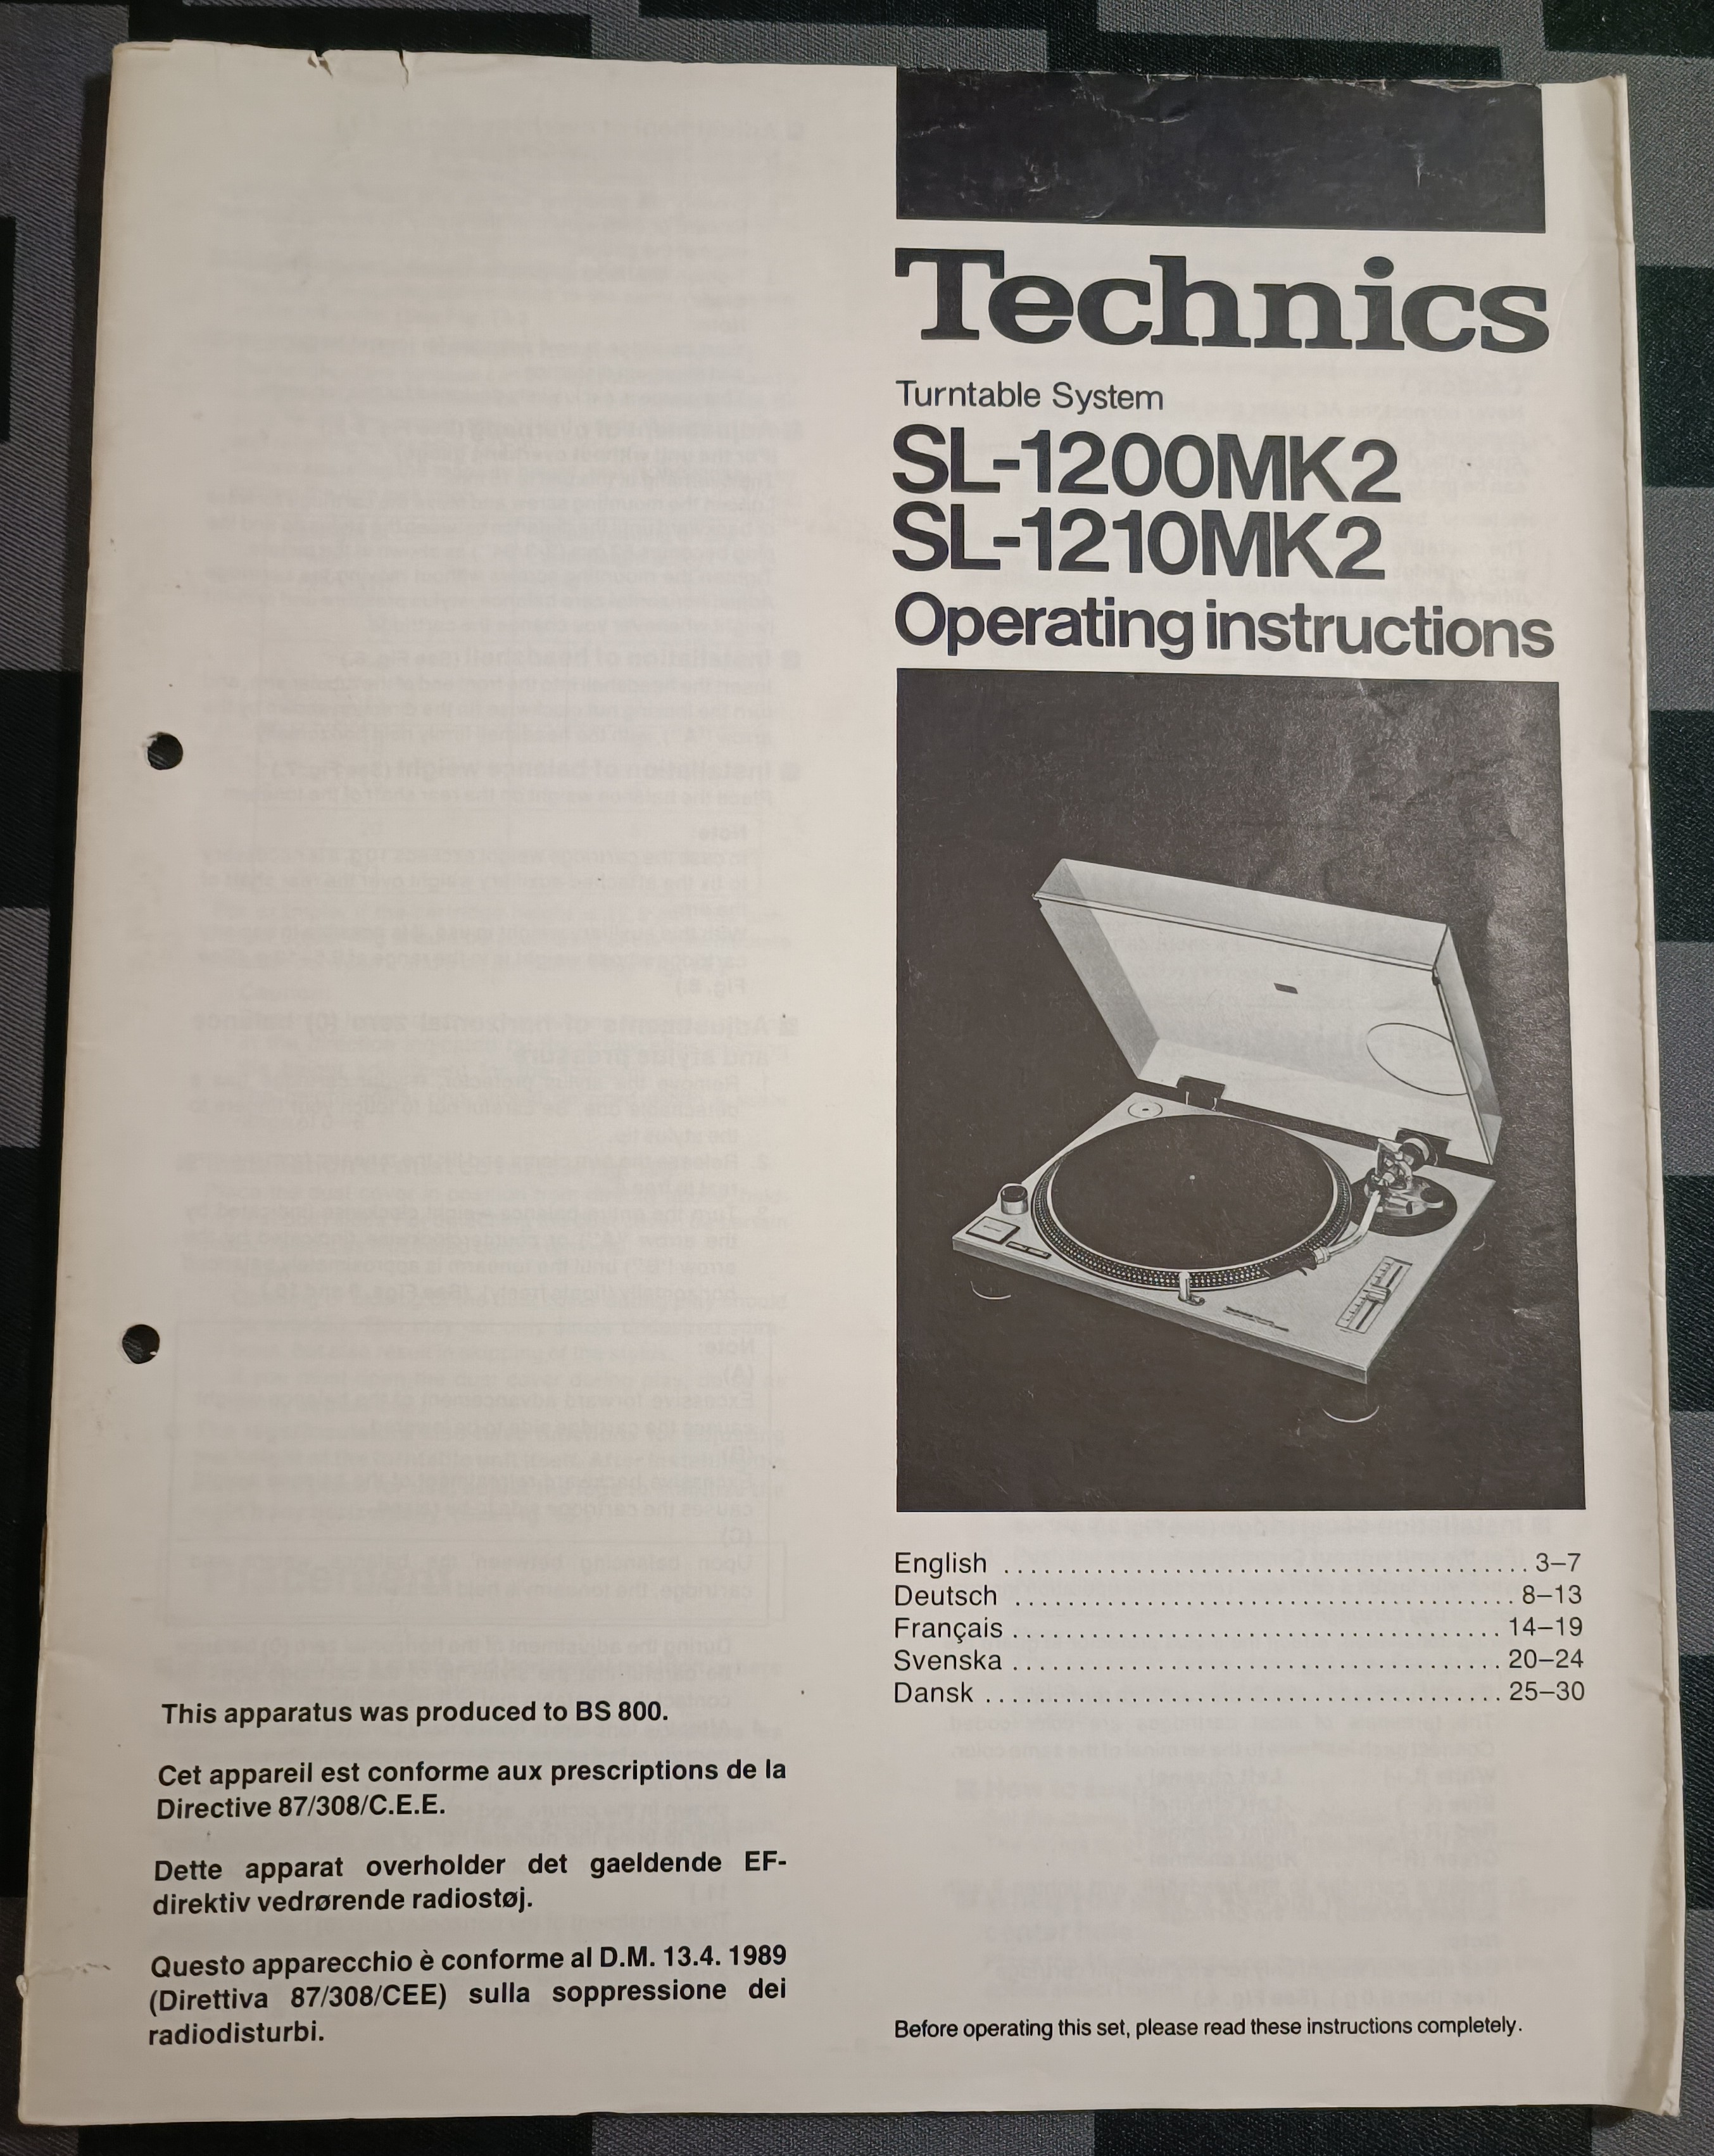 Technics
Turntable System
SL-1200MK2
SL-1210MK2
Operating instructions
English ........................................ 3–7
Deutsch ...................................... 8–13
Français ..................................... 14–19
Svenska ..................................... 20–24
Dansk ....................................... 25–30
Before operating this set, please read these instructions completely.
This apparatus was produced to BS 800.
Cet appareil est conforme aux prescriptions de la
Directive 87/308/C.E.E.
Dette apparat overholder det gaeldende EF-
direktiv vedrørende radiostøj.
Questo apparecchio è conforme al D.M. 13.4. 1989
(Direttiva 87/308/CEE) sulla soppressione dei
radiodisturbi.